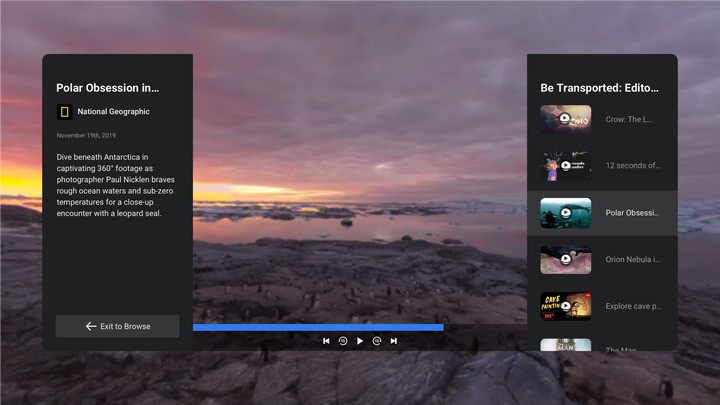 Polar Obsession in...
National Geographic
November 19th, 2019
Dive beneath Antarctica in
captivating 360° footage as
photographer Paul Nicklen braves
rough ocean waters and sub-zero
temperatures for a close-up
encounter with a leopard seal.
Exit to Browse
Be Transported: Edito...
Crow: The L...
12 seconds of...
Polar Obsessi...
Orion Nebula i...
CAVE
PAINTIN
360°
Explore cave p...
MAN
The Man